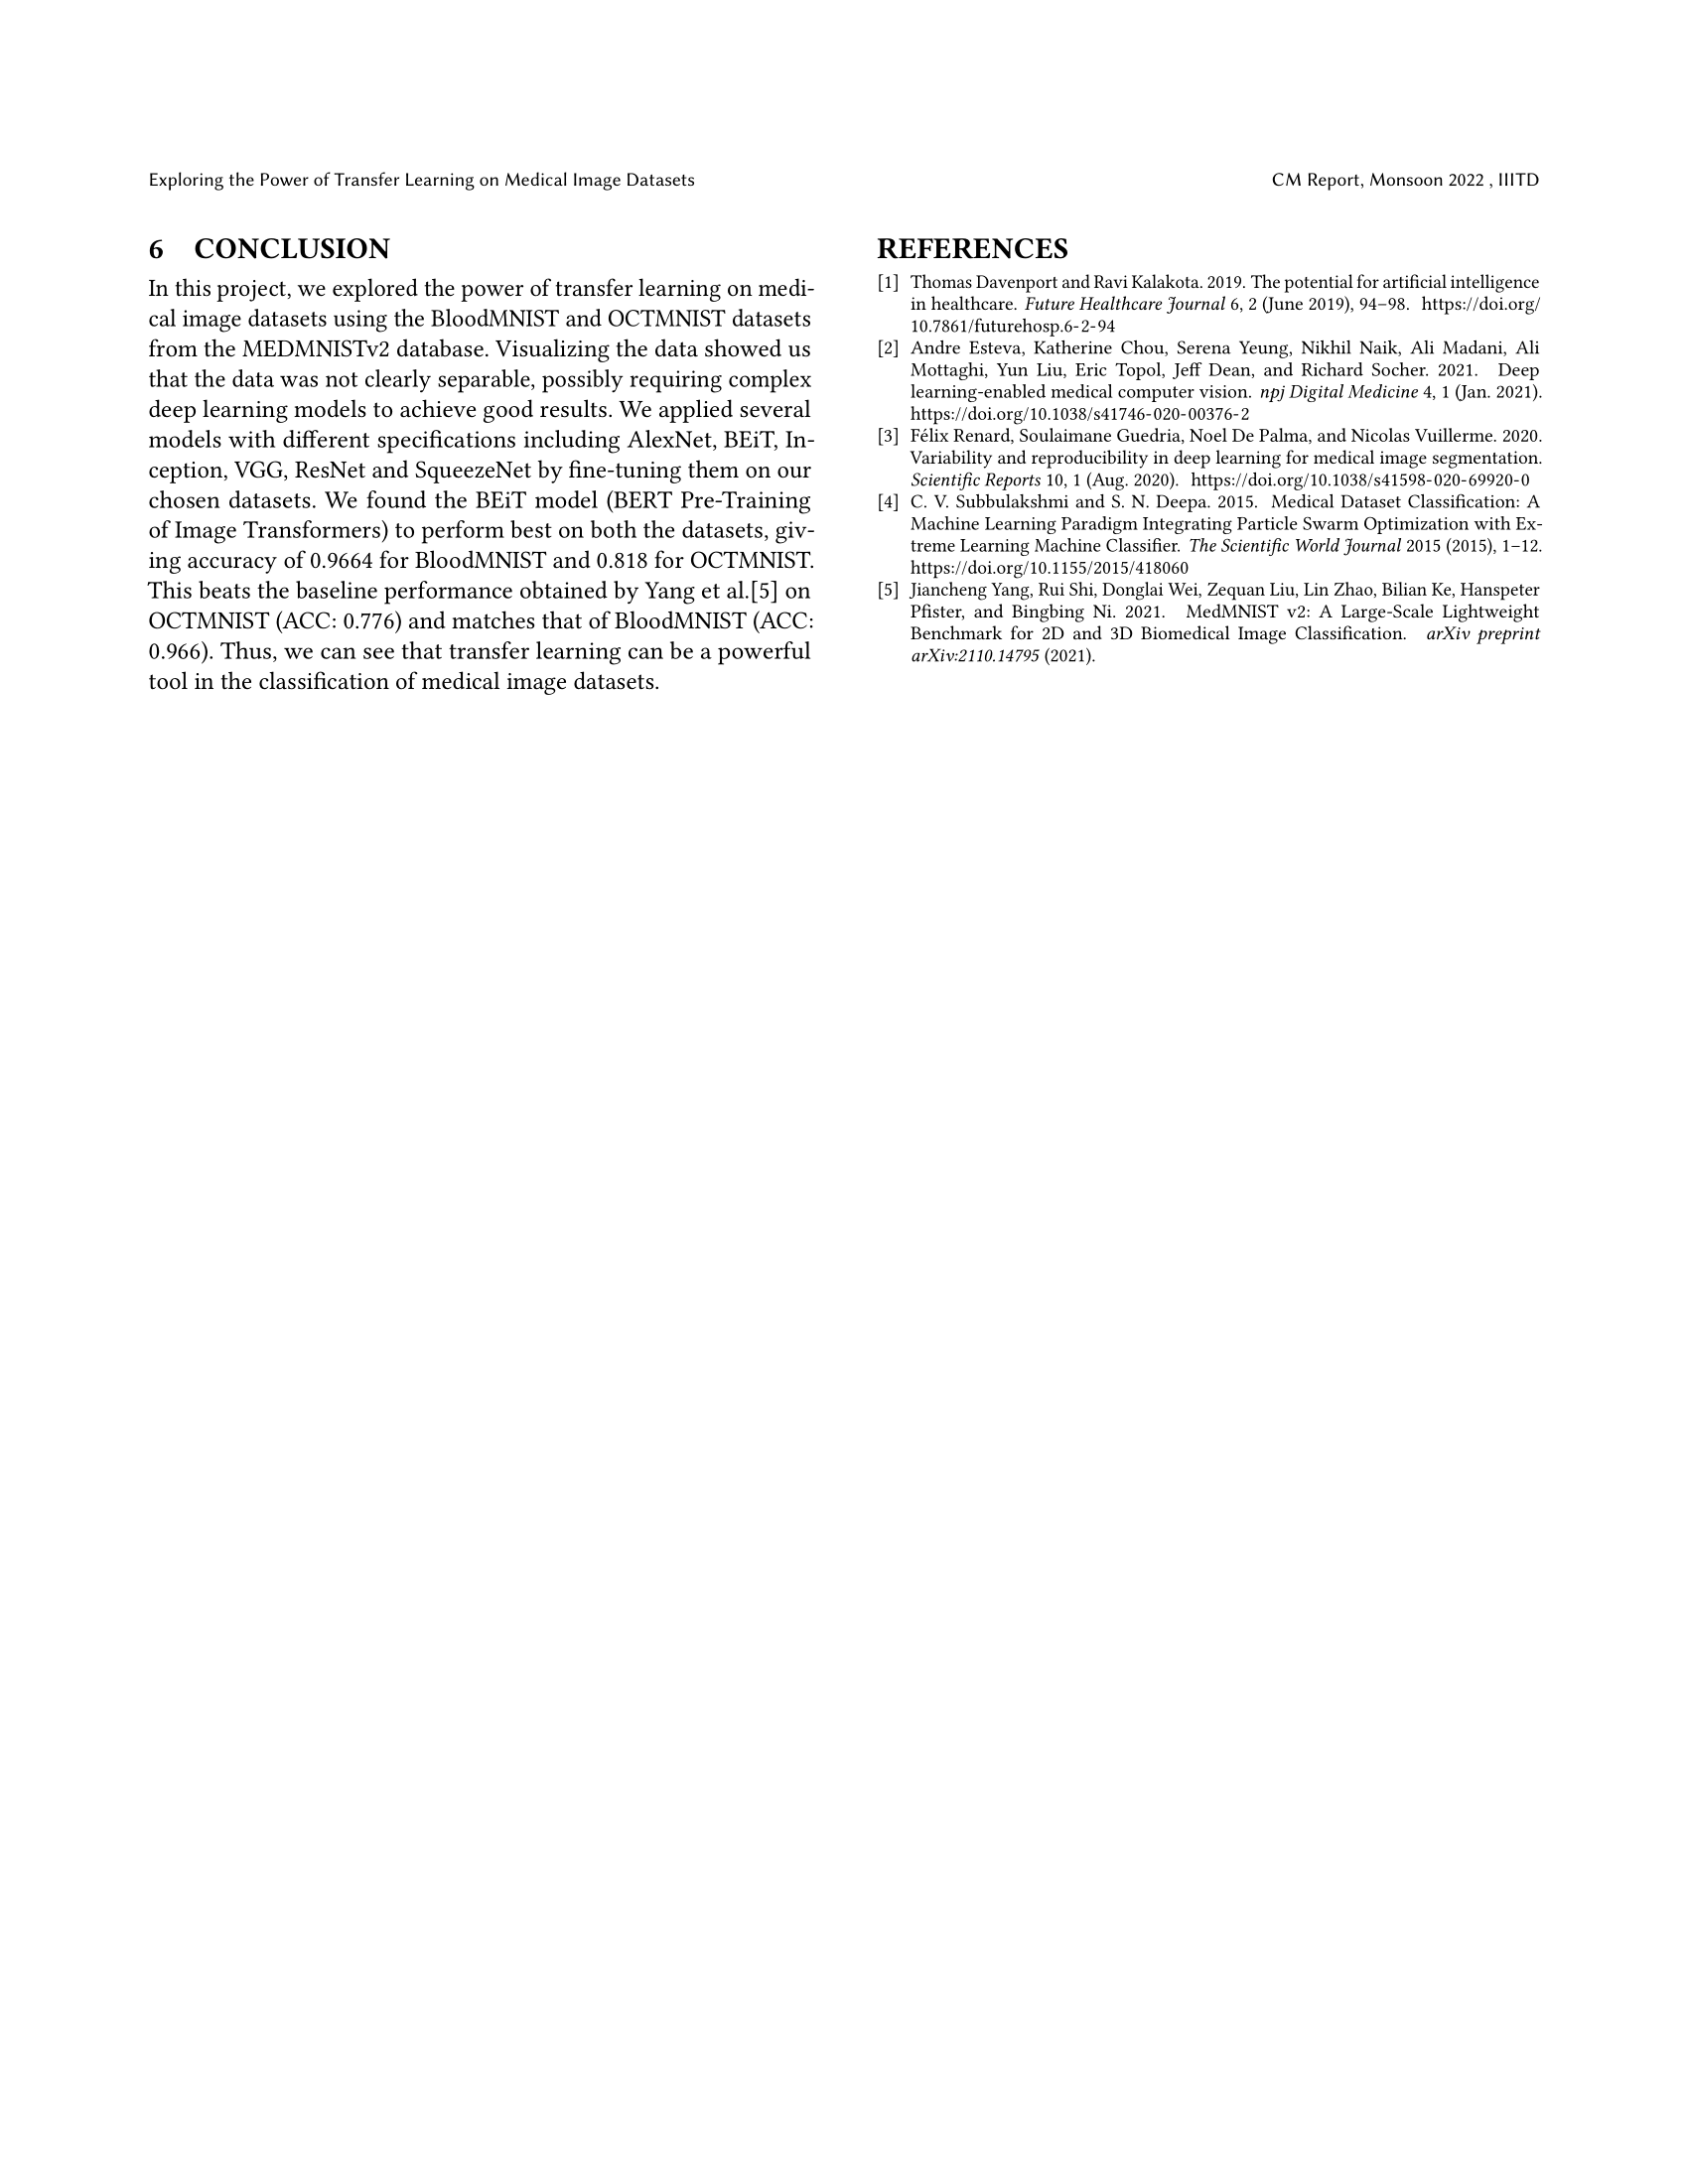 Exploring the Power of Transfer Learning on Medical Image Datasets
CM Report, Monsoon 2022 , IIITD
6 CONCLUSION
In this project, we explored the power of transfer learning on medi-
cal image datasets using the BloodMNIST and OCTMNIST datasets
from the MEDMNISTv2 database. Visualizing the data showed us
that the data was not clearly separable, possibly requiring complex
deep learning models to achieve good results. We applied several
models with different specifications including AlexNet, BEiT, In-
ception, VGG, ResNet and SqueezeNet by fine-tuning them on our
chosen datasets. We found the BEiT model (BERT Pre-Training
of Image Transformers) to perform best on both the datasets, giv-
ing accuracy of 0.9664 for BloodMNIST and 0.818 for OCTMNIST.
This beats the baseline performance obtained by Yang et al.[5] on
OCTMNIST (ACC: 0.776) and matches that of BloodMNIST (ACC:
0.966). Thus, we can see that transfer learning can be a powerful
tool in the classification of medical image datasets.
REFERENCES
[1] Thomas Davenport and Ravi Kalakota. 2019. The potential for artificial intelligence
in healthcare. Future Healthcare Journal 6, 2 (June 2019), 94–98. https://doi.org/
10.7861/futurehosp.6-2-94
[2] Andre Esteva, Katherine Chou, Serena Yeung, Nikhil Naik, Ali Madani, Ali
Mottaghi, Yun Liu, Eric Topol, Jeff Dean, and Richard Socher. 2021. Deep
learning-enabled medical computer vision. npj Digital Medicine 4, 1 (Jan. 2021).
https://doi.org/10.1038/s41746-020-00376-2
[3] Félix Renard, Soulaimane Guedria, Noel De Palma, and Nicolas Vuillerme. 2020.
Variability and reproducibility in deep learning for medical image segmentation.
Scientific Reports 10, 1 (Aug. 2020). https://doi.org/10.1038/s41598-020-69920-0
[4] C. V. Subbulakshmi and S. N. Deepa. 2015. Medical Dataset Classification: A
Machine Learning Paradigm Integrating Particle Swarm Optimization with Ex-
treme Learning Machine Classifier. The Scientific World Journal 2015 (2015), 1–12.
https://doi.org/10.1155/2015/418060
[5] Jiancheng Yang, Rui Shi, Donglai Wei, Zequan Liu, Lin Zhao, Bilian Ke, Hanspeter
Pfister, and Bingbing Ni. 2021. MedMNIST v2: A Large-Scale Lightweight
Benchmark for 2D and 3D Biomedical Image Classification. arXiv preprint
arXiv:2110.14795 (2021).